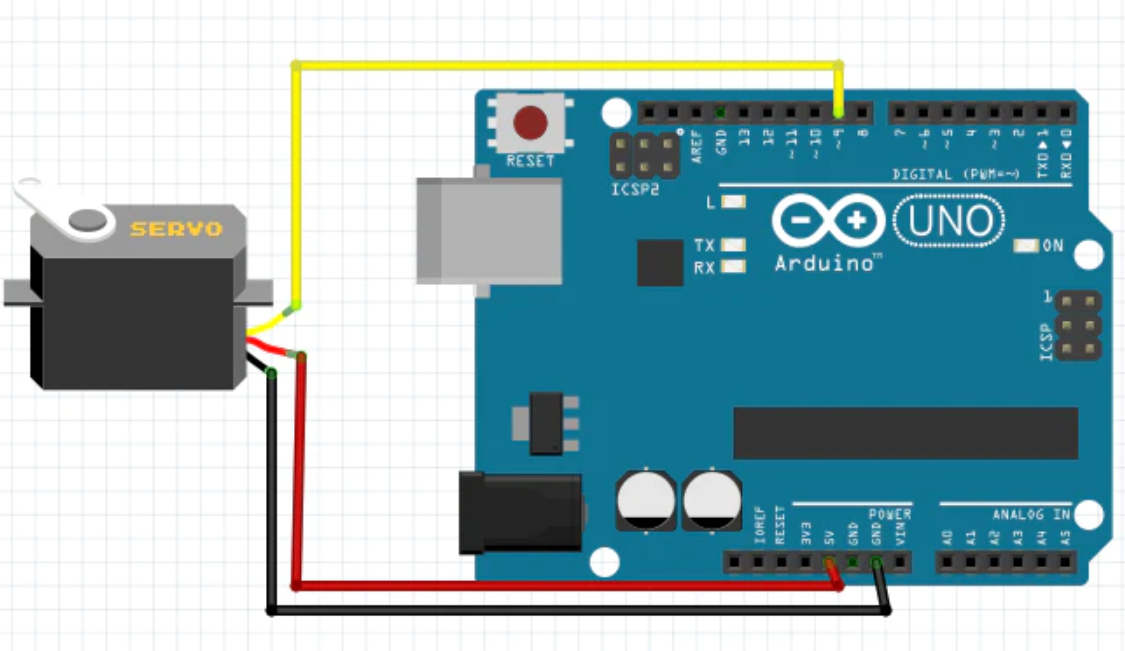 RESET
ICSP2
AREF
GND
13
12
~11
~10
~9
8
7
~6
~5
4
~3
2
TXD▶1
RXD◀0
DIGITAL (PWM=~)
L
TX
RX
UNO
Arduino™
ON
1
ICSP
SERVO
POWER
ANALOG IN
IOREF
RESET
3V3
5V
GND
GND
VIN
A0
A1
A2
A3
A4
A5